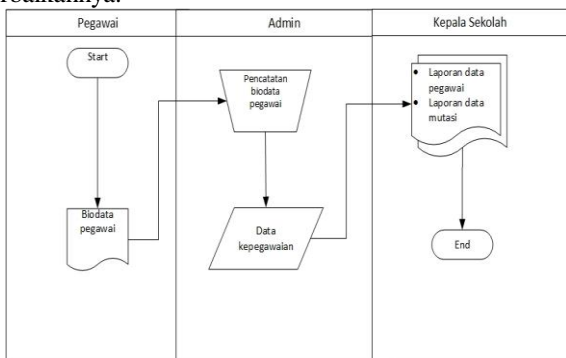 Pegawai
Admin
Kepala Sekolah
Start
Biodata
pegawai
Pencatatan
biodata
pegawai
Data
kepegawaian
• Laporan data
pegawai
• Laporan data
mutasi
End